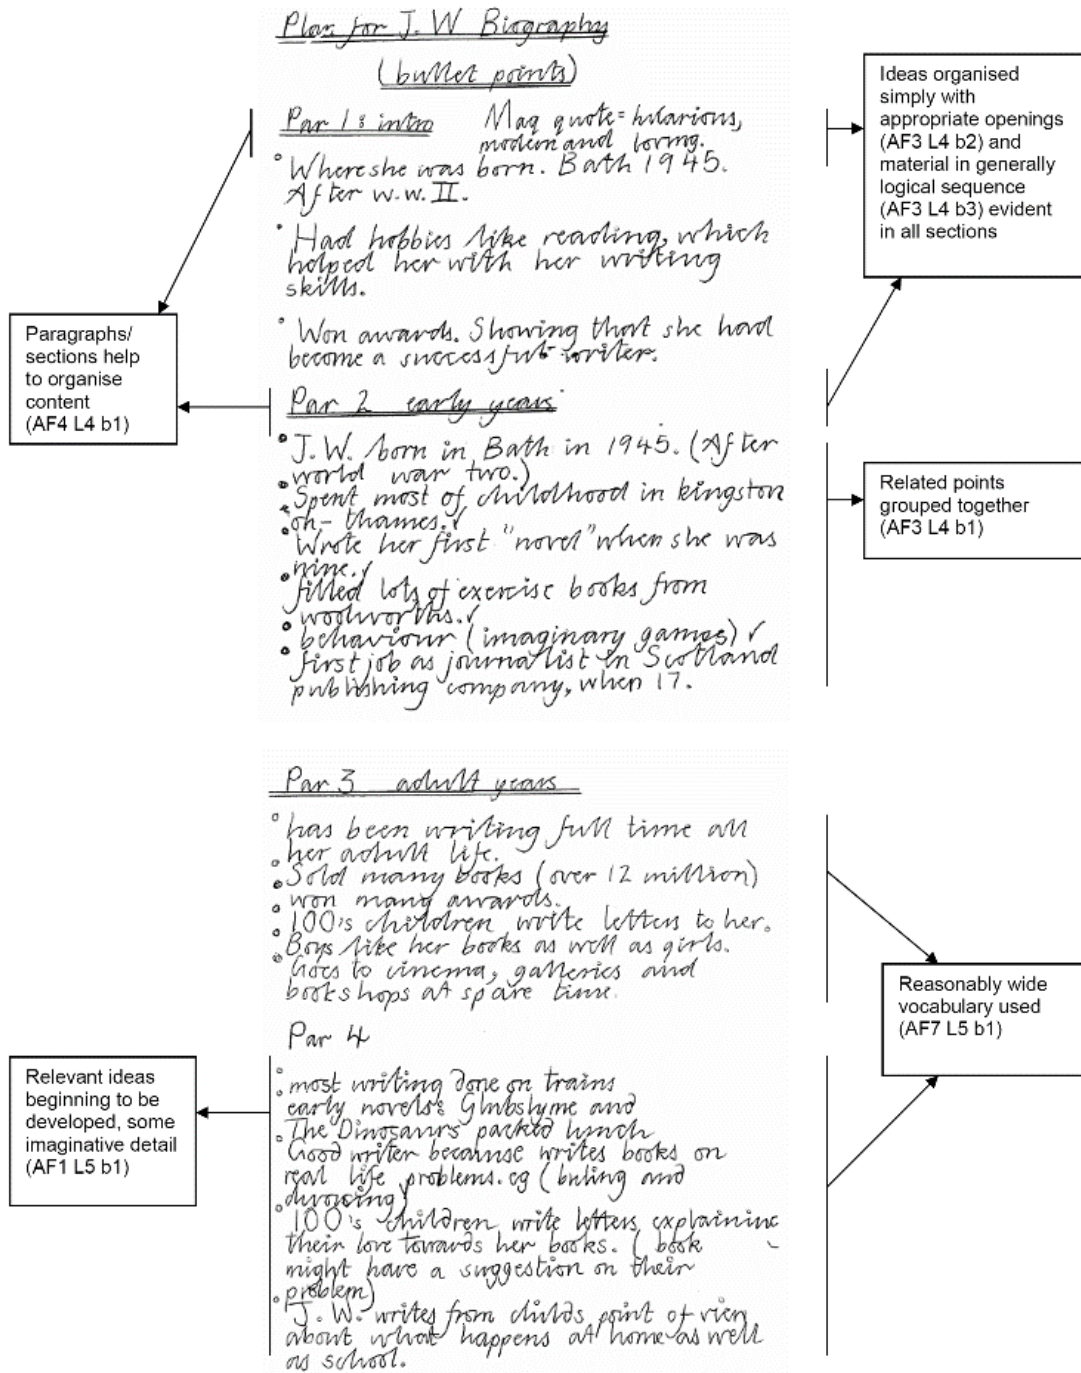 Plan for J.W Biography
(bullet points)
Par 1 : intro
Mag quote = hilarious,
modern and loving.
Where she was born. Bath 1945.
After w.w.II.
Had hobbies like reading, which
helped her with her writing
skills.
Won awards. Showing that she had
become a successful writer.
Par 2 early years
J.W. born in Bath in 1945. (After
world war two.)
Spent most of childhood in kingston
on-thames.✓
Wrote her first "novel" when she was
nine.✓
filled lots of exercise books from
woolworths.✓
behaviour (imaginary games) ✓
first job as journalist in Scotland
publishing company, when 17.
Par 3 adult years
has been writing full time all
her adult life.
Sold many books (over 12 million)
won many awards.
100's children write letters to her.
Boys like her books as well as girls.
Goes to cinema, galleries and
bookshops at spare time.
Par 4
most writing done on trains
early novels: Glubslyme and
The Dinosaurs packed lunch
Good writer because writes books on
real life problems. eg (buling and
divorcing)
100's children write letters explaining
their love towards her books. (book
might have a suggestion on their
problem)
J.W. writes from childs point of view
about what happens at home as well
as school.
Paragraphs/
sections help
to organise
content
(AF4 L4 b1)
Relevant ideas
beginning to be
developed, some
imaginative detail
(AF1 L5 b1)
Ideas organised
simply with
appropriate openings
(AF3 L4 b2) and
material in generally
logical sequence
(AF3 L4 b3) evident
in all sections
Related points
grouped together
(AF3 L4 b1)
Reasonably wide
vocabulary used
(AF7 L5 b1)